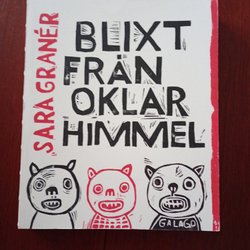 SARA GRANÉR
BLIXT
FRÅN
OKLAR
HIMMEL
GALAGO